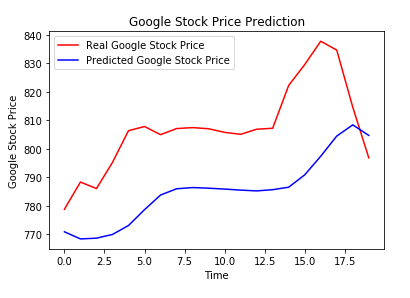 Google Stock Price Prediction
Real Google Stock Price
Predicted Google Stock Price
Google Stock Price
840
830
820
810
800
790
780
770
0.0 2.5 5.0 7.5 10.0 12.5 15.0 17.5
Time